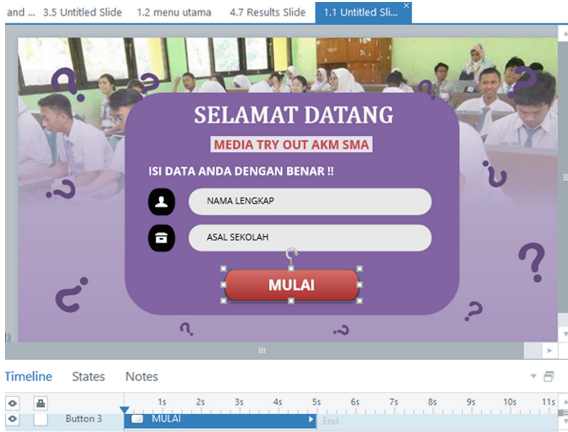 and ... 3.5 Untitled Slide 1.2 menu utama 4.7 Results Slide 1.1 Untitled Sli...
SELAMAT DATANG
MEDIA TRY OUT AKM SMA
ISI DATA ANDA DENGAN BENAR !!
NAMA LENGKAP
ASAL SEKOLAH
MULAI
Timeline States Notes
1s 2s 3s 4s 5s 6s 7s 8s 9s 10s 11s
Button 3 MULAI End